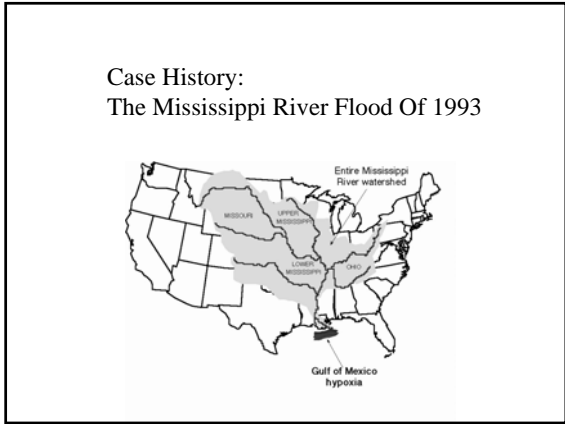 Case History:
The Mississippi River Flood Of 1993
Entire Mississippi
River watershed
MISSOURI
UPPER
MISSISSIPPI
LOWER
MISSISSIPPI
OHIO
Gulf of Mexico
hypoxia